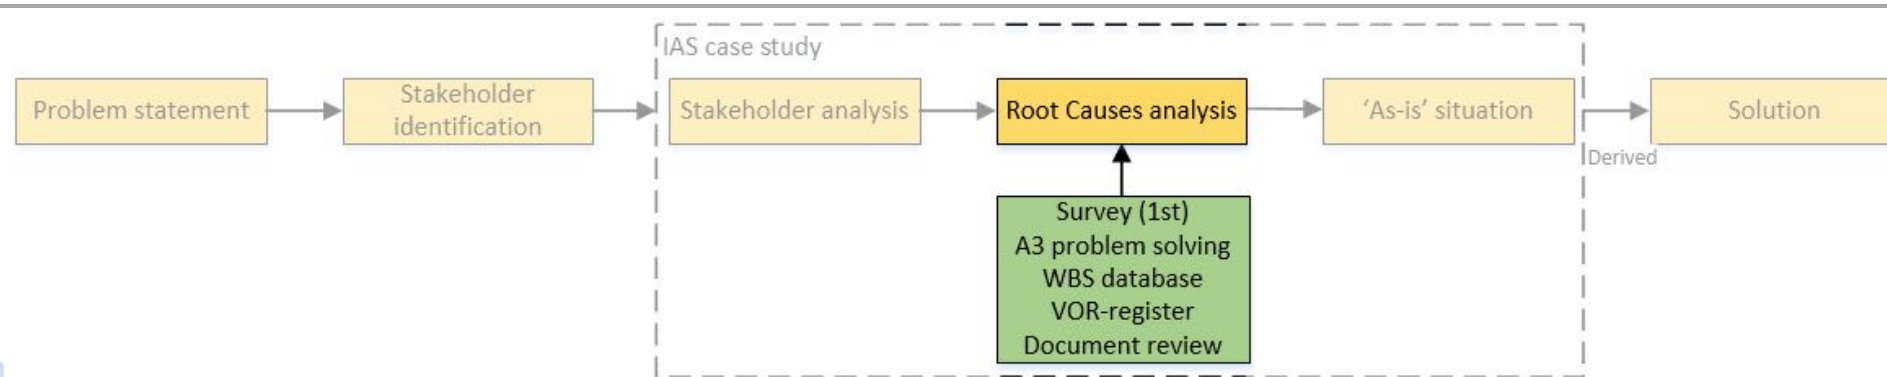 IAS case study
Problem statement
Stakeholder
identification
Stakeholder analysis
Root Causes analysis
‘As-is’ situation
Derived
Solution
Survey (1st)
A3 problem solving
WBS database
VOR-register
Document review